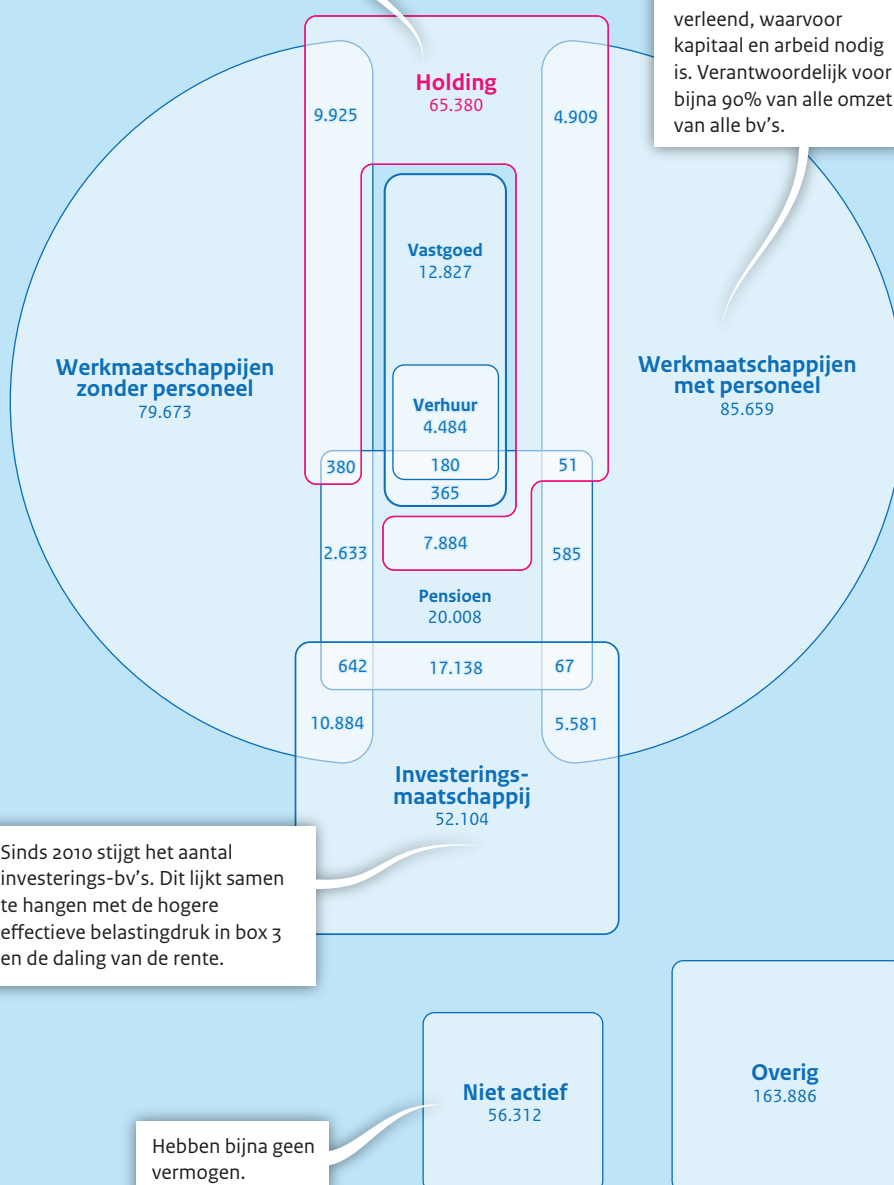 verleend, waarvoor
kapitaal en arbeid nodig
is. Verantwoordelijk voor
bijna 90% van alle omzet
van alle bv's.
Holding
65.380
9.925
4.909
Vastgoed
12.827
Werkmaatschappijen
zonder personeel
79.673
Werkmaatschappijen
met personeel
85.659
Verhuur
4.484
380
180
51
365
2.633
7.884
585
Pensioen
20.008
642
17.138
67
10.884
5.581
Investerings-
maatschappij
52.104
Sinds 2010 stijgt het aantal
investerings-bv's. Dit lijkt samen
te hangen met de hogere
effectieve belastingdruk in box 3
en de daling van de rente.
Niet actief
56.312
Overig
163.886
Hebben bijna geen
vermogen.